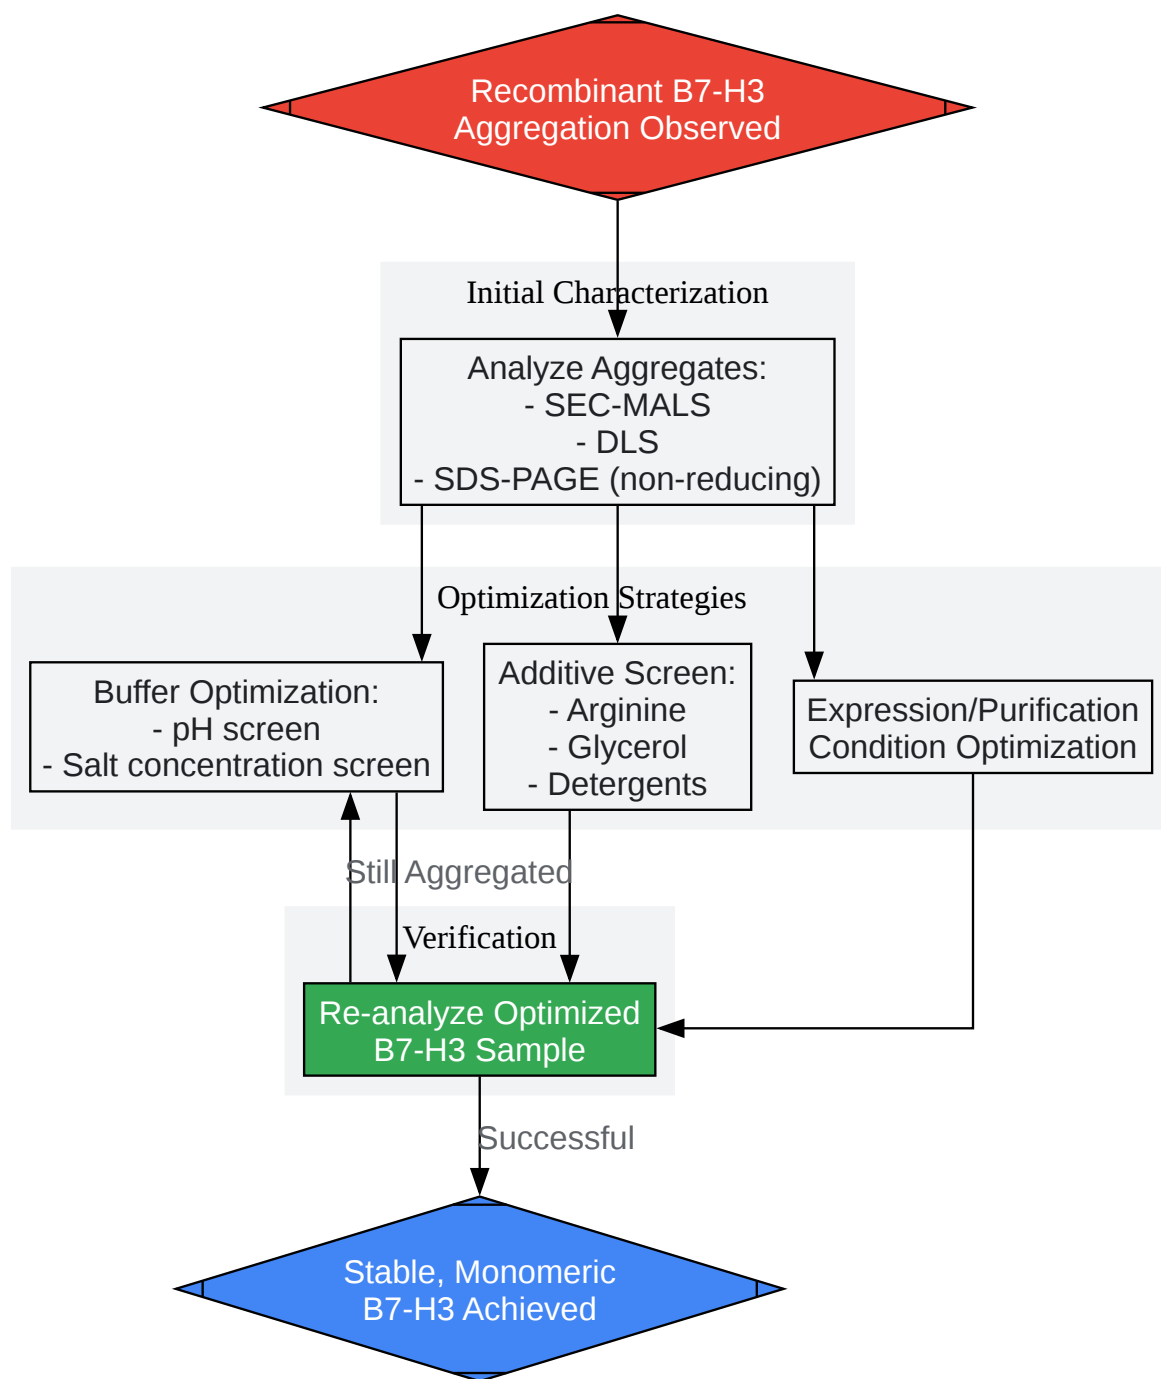 Recombinant B7-H3
Aggregation Observed
Initial Characterization
Analyze Aggregates:
- SEC-MALS
- DLS
- SDS-PAGE (non-reducing)
Optimization Strategies
Buffer Optimization:
- pH screen
- Salt concentration screen
Additive Screen:
- Arginine
- Glycerol
- Detergents
Expression/Purification
Condition Optimization
Still Aggregated
Verification
Re-analyze Optimized
B7-H3 Sample
Successful
Stable, Monomeric
B7-H3 Achieved